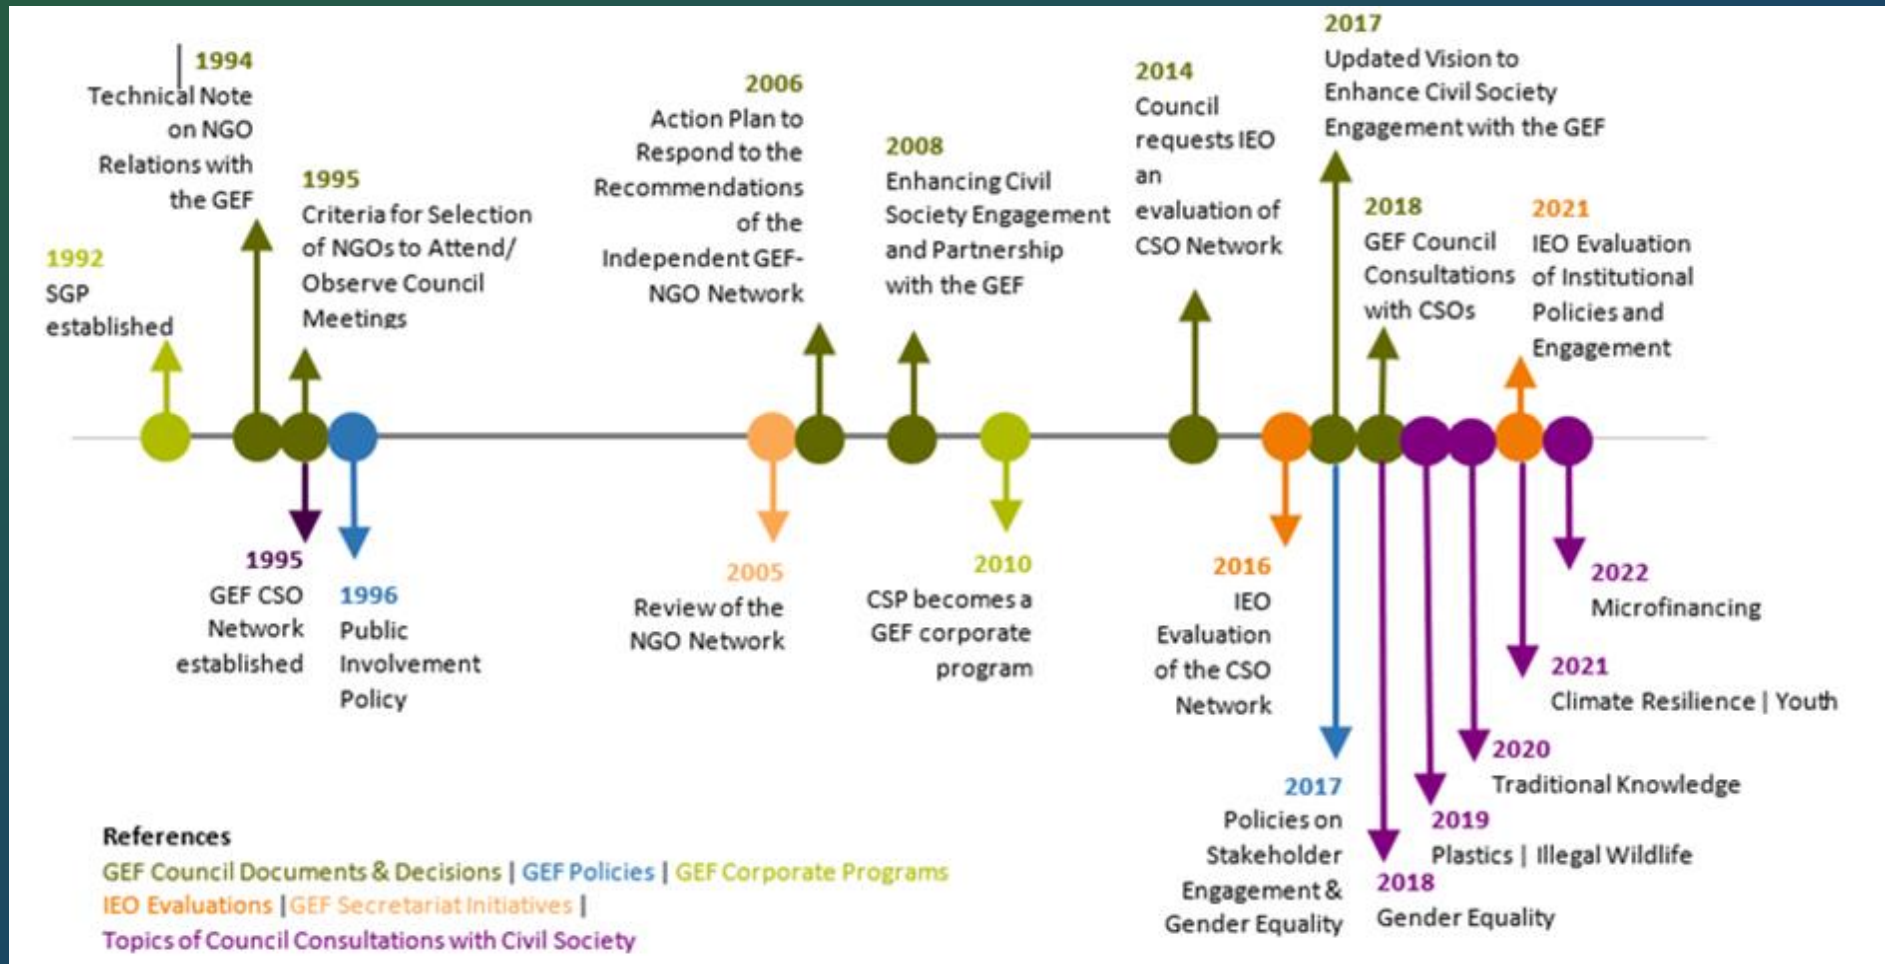 1994
Technical Note
on NGO
Relations with
the GEF
1992
SGP
established
1995
Criteria for Selection
of NGOs to Attend/
Observe Council
Meetings
2006
Action Plan to
Respond to the
Recommendations
of the
Independent GEF-
NGO Network
2008
Enhancing Civil
Society Engagement
and Partnership
with the GEF
2014
Council
requests IEO
an
evaluation of
CSO Network
2017
Updated Vision to
Enhance Civil Society
Engagement with the GEF
2018
GEF Council
Consultations
with CSOs
2021
IEO Evaluation
of Institutional
Policies and
Engagement
1995
GEF CSO
Network
established
1996
Public
Involvement
Policy
2005
Review of the
NGO Network
2010
CSP becomes a
GEF corporate
program
2016
IEO
Evaluation
of the CSO
Network
2017
Policies on
Stakeholder
Engagement &
Gender Equality
2018
Gender Equality
2019
Plastics | Illegal Wildlife
2020
Traditional Knowledge
2021
Climate Resilience | Youth
2022
Microfinancing
References
GEF Council Documents & Decisions | GEF Policies | GEF Corporate Programs
IEO Evaluations | GEF Secretariat Initiatives |
Topics of Council Consultations with Civil Society